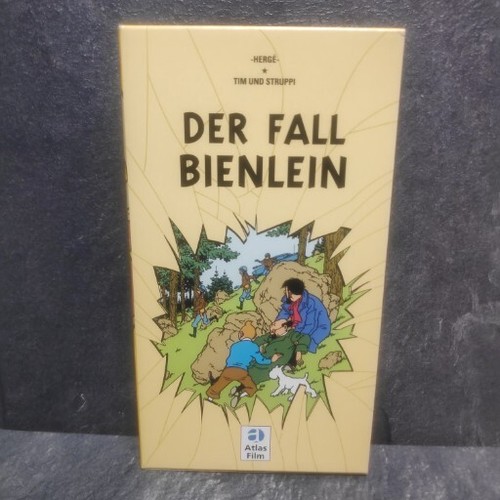 -HERGÉ-
TIM UND STRUPPI
DER FALL
BIENLEIN
a
Atlas
Film